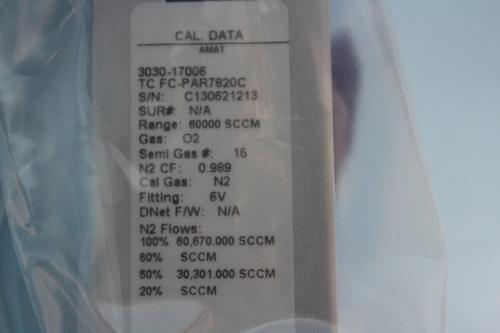 CAL. DATA
AMAT
3030-17006
TC FC-PAR7820C
S/N: C130621213
SUR#: N/A
Range: 60000 SCCM
Gas: O2
Semi Gas #: 15
N2 CF: 0.989
Cal Gas: N2
Fitting: 6V
DNet F/W: N/A
N2 Flows:
100% 60,670.000 SCCM
80% SCCM
50% 30,301.000 SCCM
20% SCCM